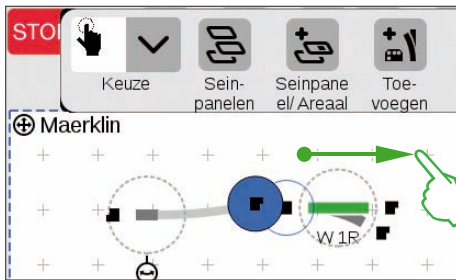 STO
Keuze
Sein-
panelen
Seinpane
el/ Areaal
Toe-
voegen
Maerklin
W 1R